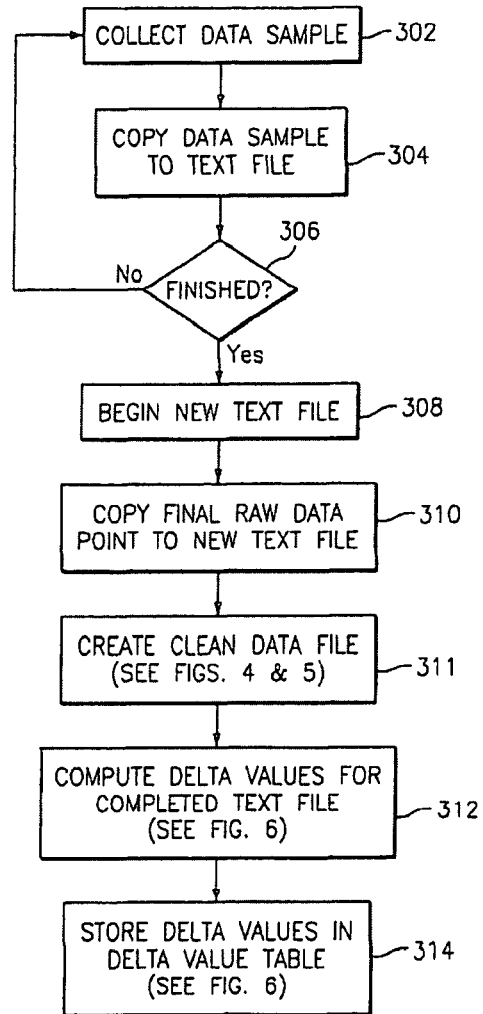 COLLECT DATA SAMPLE
302
COPY DATA SAMPLE
TO TEXT FILE
304
306
No
FINISHED?
Yes
BEGIN NEW TEXT FILE
308
COPY FINAL RAW DATA
POINT TO NEW TEXT FILE
310
CREATE CLEAN DATA FILE
(SEE FIGS. 4 & 5)
311
COMPUTE DELTA VALUES FOR
COMPLETED TEXT FILE
(SEE FIG. 6)
312
STORE DELTA VALUES IN
DELTA VALUE TABLE
(SEE FIG. 6)
314